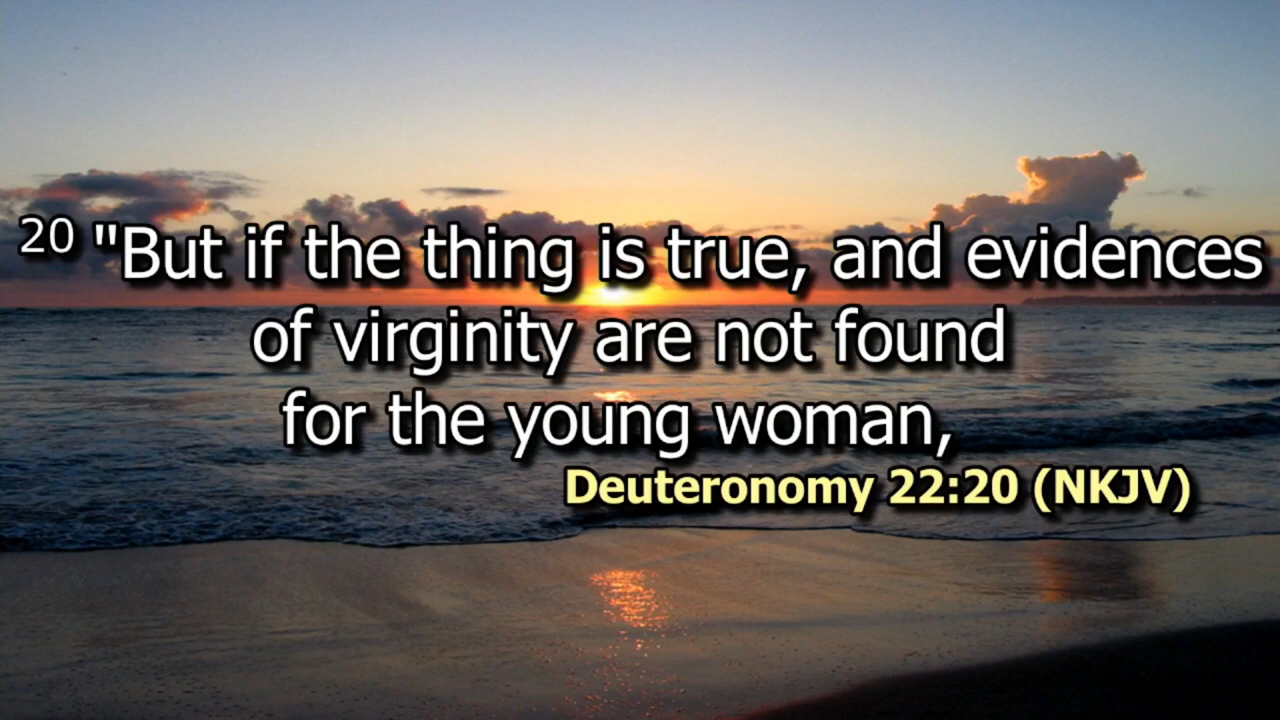 20 "But if the thing is true, and evidences
of virginity are not found
for the young woman,
Deuteronomy 22:20 (NKJV)